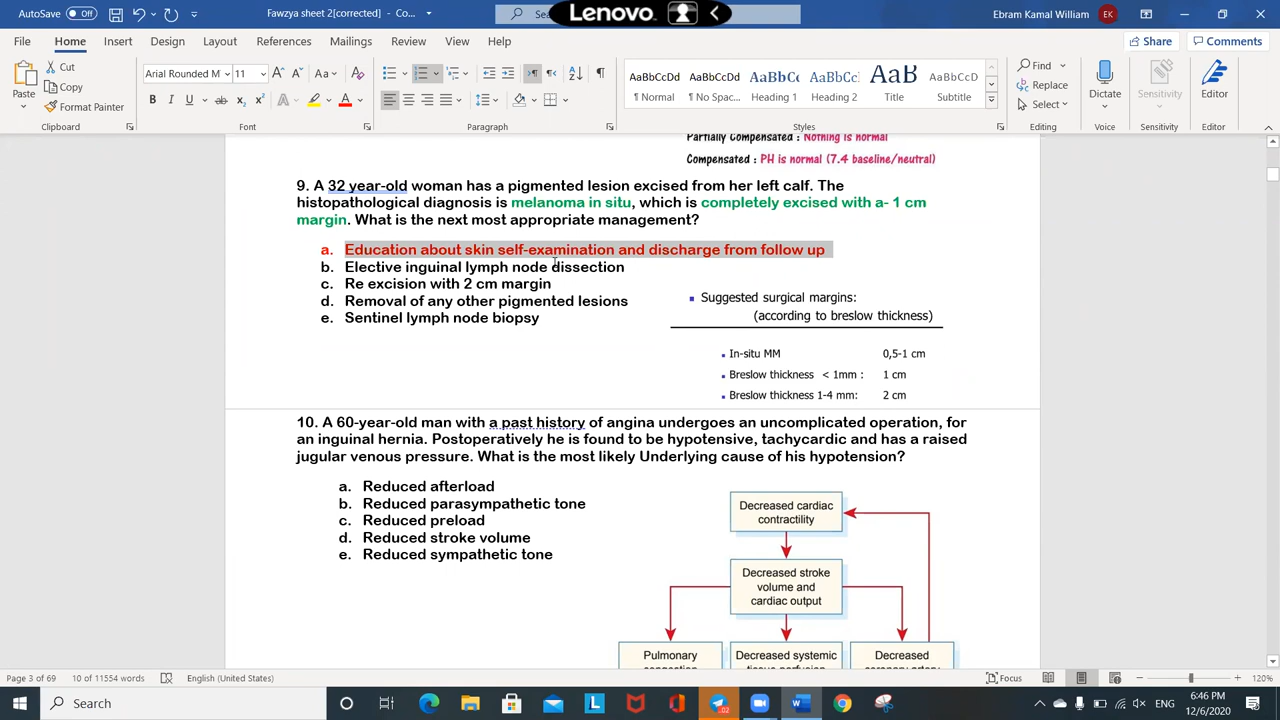 AutoSave Off
Fawzya sheet 2[corrected] - Word
Search
Lenovo
Ebram Kamal William EK
File Home Insert Design Layout References Mailings Review View Help
Share Comments
Paste
Cut
Copy
Format Painter
Arial Rounded M 11
AaBbCcDd AaBbCcDd AaBbCc AaBbCcl AaB AaBbCcD
¶ Normal ¶ No Spac... Heading 1 Heading 2 Title Subtitle
Find
Replace
Select
Dictate Sensitivity Editor
Clipboard Font Paragraph Styles Editing Voice Sensitivity Editor
Partially Compensated : Nothing is normal
Compensated : PH is normal (7.4 baseline/neutral)
9. A 32 year-old woman has a pigmented lesion excised from her left calf. The
histopathological diagnosis is melanoma in situ, which is completely excised with a- 1 cm
margin. What is the next most appropriate management?
a. Education about skin self-examination and discharge from follow up
b. Elective inguinal lymph node dissection
c. Re excision with 2 cm margin
d. Removal of any other pigmented lesions
e. Sentinel lymph node biopsy
Suggested surgical margins:
(according to breslow thickness)
In-situ MM 0,5-1 cm
Breslow thickness < 1mm : 1 cm
Breslow thickness 1-4 mm: 2 cm
10. A 60-year-old man with a past history of angina undergoes an uncomplicated operation, for
an inguinal hernia. Postoperatively he is found to be hypotensive, tachycardic and has a raised
jugular venous pressure. What is the most likely Underlying cause of his hypotension?
a. Reduced afterload
b. Reduced parasympathetic tone
c. Reduced preload
d. Reduced stroke volume
e. Reduced sympathetic tone
Decreased cardiac
contractility
Decreased stroke
volume and
cardiac output
Pulmonary
Decreased systemic
Decreased
Page 3 of 69 10 of 11554 words English (United States) Focus 120%
Search
02
6:46 PM
12/6/2020